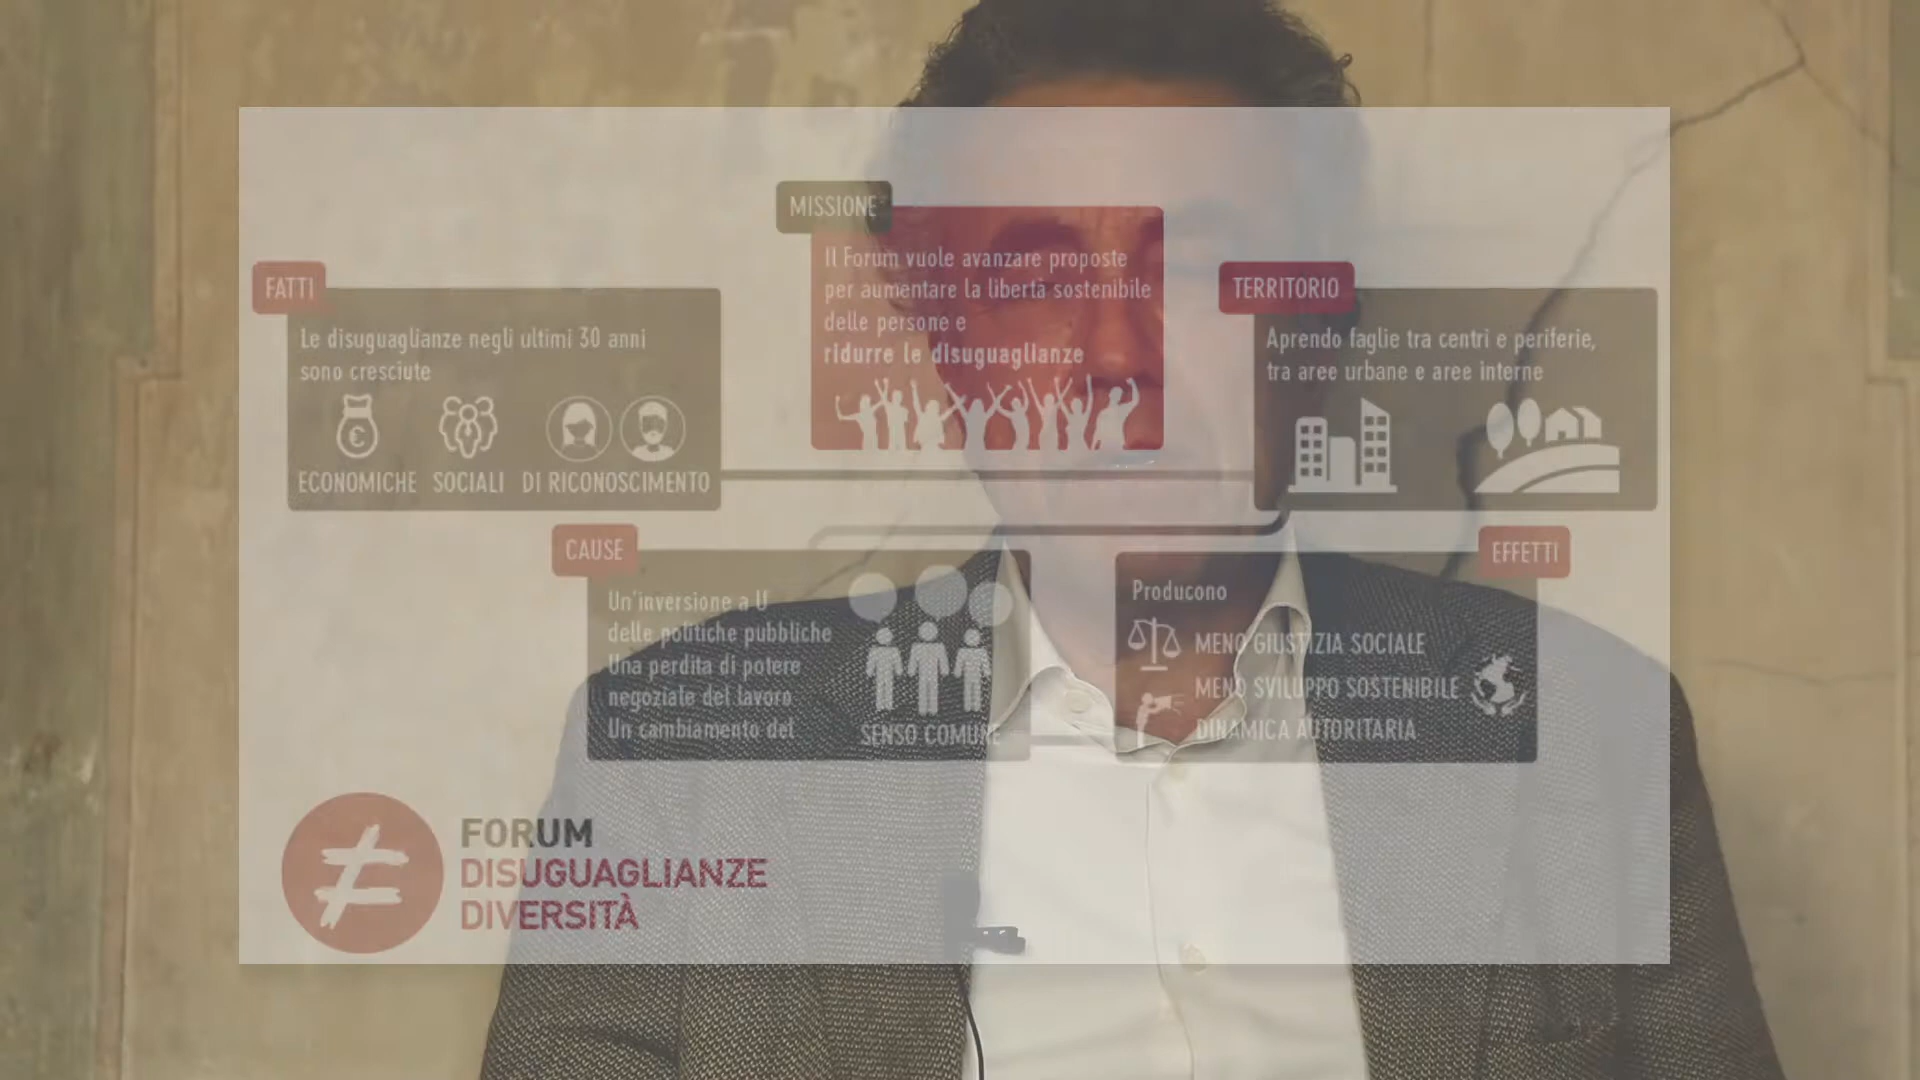 MISSIONE
Il Forum vuole avanzare proposte
per aumentare la libertà sostenibile
delle persone e
ridurre le disuguaglianze
FATTI
Le disuguaglianze negli ultimi 30 anni
sono cresciute
€
ECONOMICHE SOCIALI DI RICONOSCIMENTO
TERRITORIO
Aprendo faglie tra centri e periferie,
tra aree urbane e aree interne
CAUSE
Un'inversione a U
delle politiche pubbliche
Una perdita di potere
negoziale del lavoro
Un cambiamento del
SENSO COMUNE
EFFETTI
Producono
MENO GIUSTIZIA SOCIALE
MENO SVILUPPO SOSTENIBILE
DINAMICA AUTORITARIA
≠
FORUM
DISUGUAGLIANZE
DIVERSITÀ